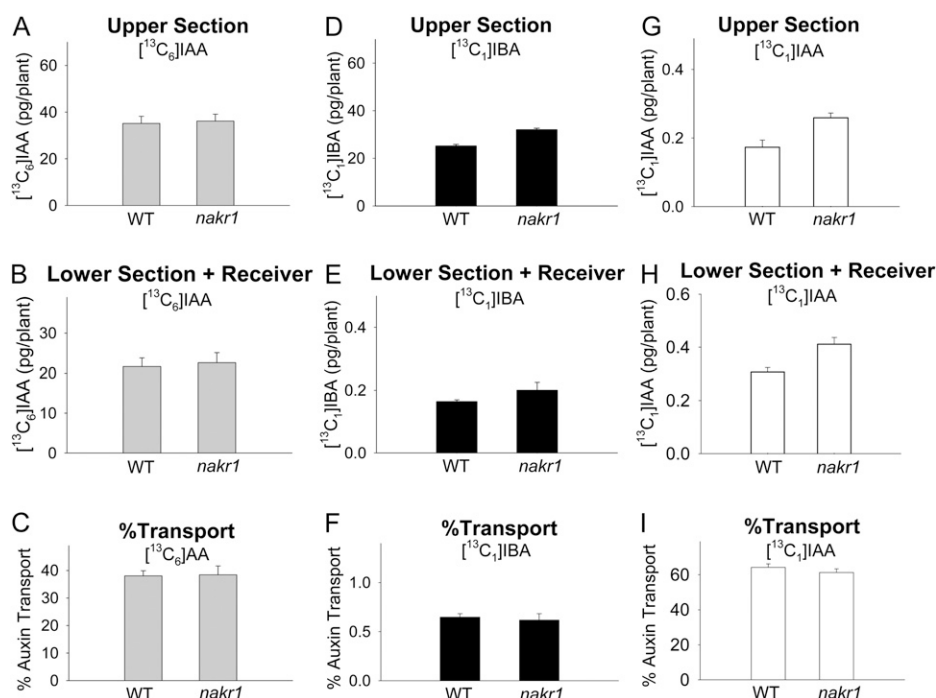 A
Upper Section
[¹³C₆]IAA
[¹³C₆]IAA (pg/plant)
60
40
20
0
WT
nakr1
D
Upper Section
[¹³C₁]IBA
[¹³C₁]IBA (pg/plant)
60
40
20
0
WT
nakr1
G
Upper Section
[¹³C₁]IAA
[¹³C₁]IAA (pg/plant)
0.4
0.2
0.0
WT
nakr1
B
Lower Section + Receiver
[¹³C₆]IAA
[¹³C₆]IAA (pg/plant)
30
20
10
0
WT
nakr1
E
Lower Section + Receiver
[¹³C₁]IBA
[¹³C₁]IBA (pg/plant)
0.4
0.2
0.0
WT
nakr1
H
Lower Section + Receiver
[¹³C₁]IAA
[¹³C₁]IAA (pg/plant)
0.6
0.4
0.2
0.0
WT
nakr1
C
%Transport
[¹³C₆]AA
% Auxin Transport
40
30
20
10
0
WT
nakr1
F
%Transport
[¹³C₁]IBA
% Auxin Transport
1.0
0.5
0.0
WT
nakr1
I
%Transport
[¹³C₁]IAA
% Auxin Transport
60
40
20
0
WT
nakr1